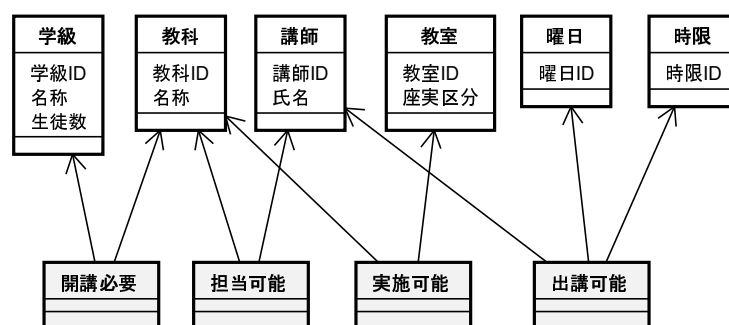 学級
学級ID
名称
生徒数
教科
教科ID
名称
講師
講師ID
氏名
教室
教室ID
座実区分
曜日
曜日ID
時限
時限ID
開講必要
担当可能
実施可能
出講可能